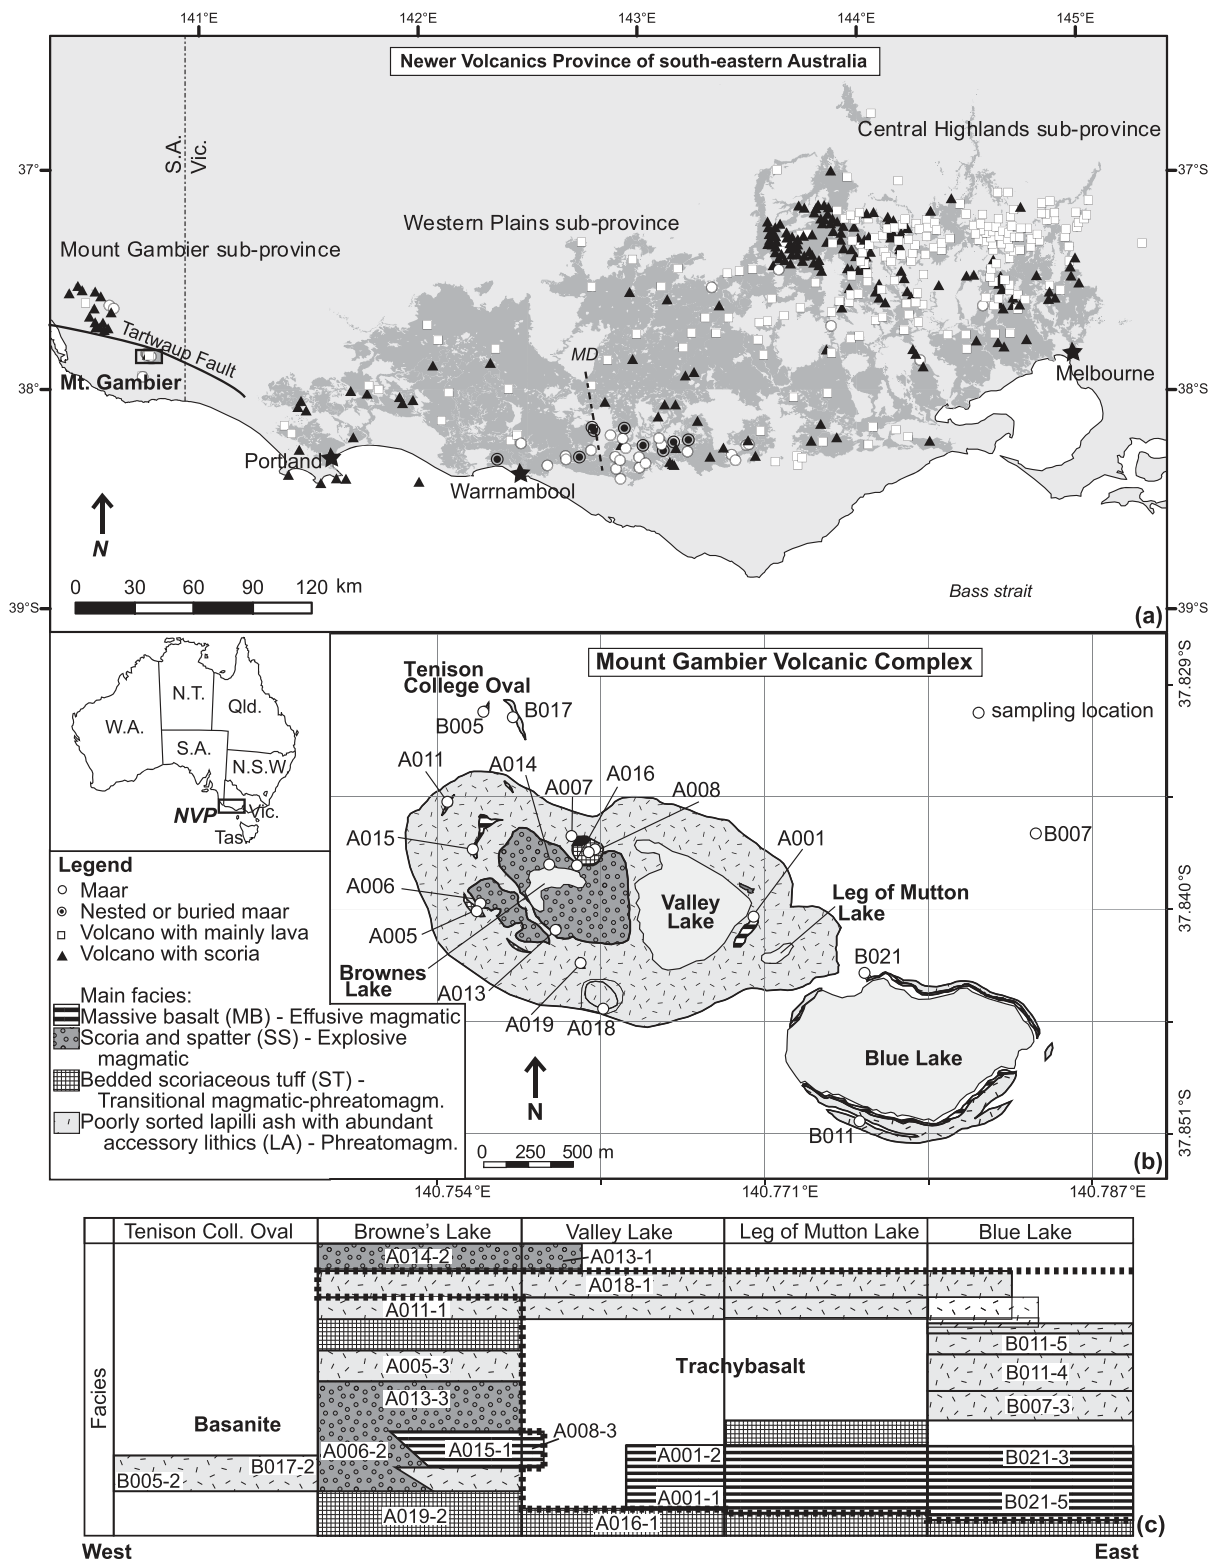 141°E
142°E
143°E
144°E
145°E
Newer Volcanics Province of south-eastern Australia
Central Highlands sub-province
S.A.
Vic.
37°
37°S
Western Plains sub-province
Mount Gambier sub-province
Tartwaup Fault
MD
Mt. Gambier
Melbourne
38°
38°S
Portland
Warrnambool
N
0 30 60 90 120 km
Bass strait
39°S
39°S
(a)
W.A.
N.T.
Qld.
S.A.
N.S.W
NVP
Vic.
Tas.
Legend
Maar
Nested or buried maar
Volcano with mainly lava
Volcano with scoria
Main facies:
Massive basalt (MB) - Effusive magmatic
Scoria and spatter (SS) - Explosive
magmatic
Bedded scoriaceous tuff (ST) -
Transitional magmatic-phreatomagm.
Poorly sorted lapilli ash with abundant
accessory lithics (LA) - Phreatomagm.
Mount Gambier Volcanic Complex
Tenison
College Oval
B005
B017
sampling location
37.829°S
A011
A014
A007
A016
A008
A015
A001
B007
A006
Valley
Lake
Leg of Mutton
Lake
37.840°S
A005
B021
Brownes
Lake
A013
A019
A018
Blue Lake
N
B011
37.851°S
0 250 500 m
(b)
140.754°E
140.771°E
140.787°E
Tenison Coll. Oval
Browne's Lake
Valley Lake
Leg of Mutton Lake
Blue Lake
Facies
A014-2
A013-1
A018-1
A011-1
B011-5
A005-3
Trachybasalt
B011-4
A013-3
B007-3
Basanite
A008-3
A006-2
A015-1
A001-2
B021-3
B017-2
B005-2
A001-1
B021-5
A019-2
A016-1
(c)
West
East